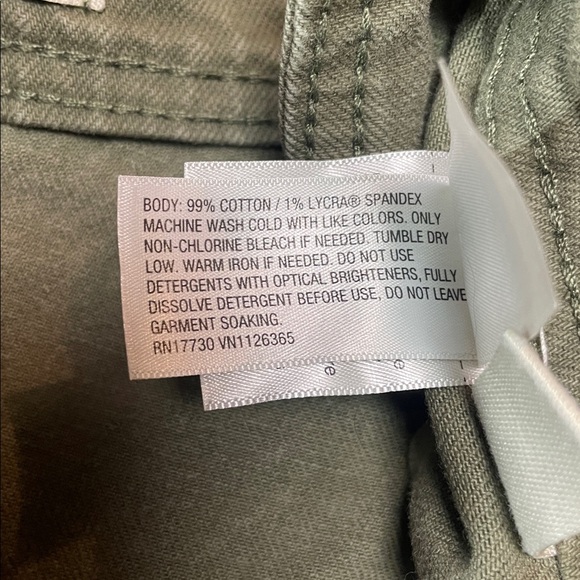 BODY: 99% COTTON / 1% LYCRA® SPANDEX
MACHINE WASH COLD WITH LIKE COLORS. ONLY
NON-CHLORINE BLEACH IF NEEDED. TUMBLE DRY
LOW. WARM IRON IF NEEDED. DO NOT USE
DETERGENTS WITH OPTICAL BRIGHTENERS, FULLY
DISSOLVE DETERGENT BEFORE USE, DO NOT LEAVE
GARMENT SOAKING.
RN17730 VN1126365